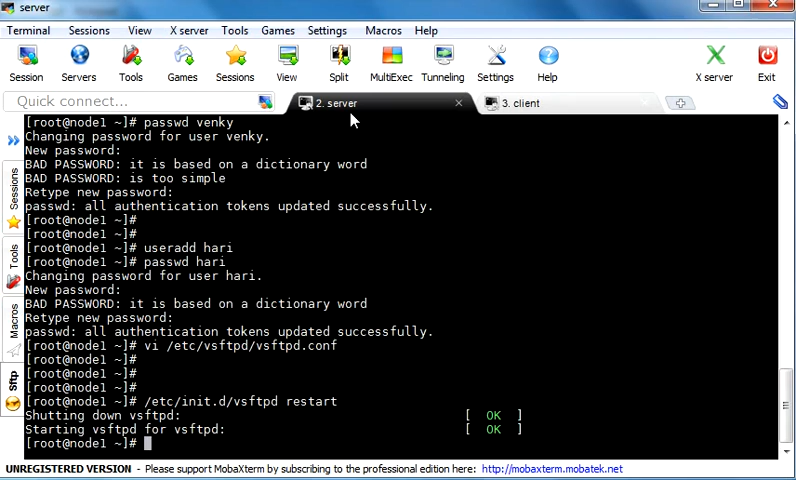 server
Terminal Sessions View X server Tools Games Settings Macros Help
Session Servers Tools Games Sessions View Split MultiExec Tunneling Settings Help X server Exit
Quick connect... 2. server 3. client
[root@node1 ~]# passwd venky
Changing password for user venky.
New password:
BAD PASSWORD: it is based on a dictionary word
BAD PASSWORD: is too simple
Retype new password:
passwd: all authentication tokens updated successfully.
[root@node1 ~]#
[root@node1 ~]#
[root@node1 ~]# useradd hari
[root@node1 ~]# passwd hari
Changing password for user hari.
New password:
BAD PASSWORD: it is based on a dictionary word
Retype new password:
passwd: all authentication tokens updated successfully.
[root@node1 ~]# vi /etc/vsftpd/vsftpd.conf
[root@node1 ~]#
[root@node1 ~]#
[root@node1 ~]#
[root@node1 ~]# /etc/init.d/vsftpd restart
Shutting down vsftpd: [ OK ]
Starting vsftpd for vsftpd: [ OK ]
[root@node1 ~]#
Sessions
Tools
Macros
Sftp
UNREGISTERED VERSION - Please support MobaXterm by subscribing to the professional edition here: http://mobaxterm.mobatek.net